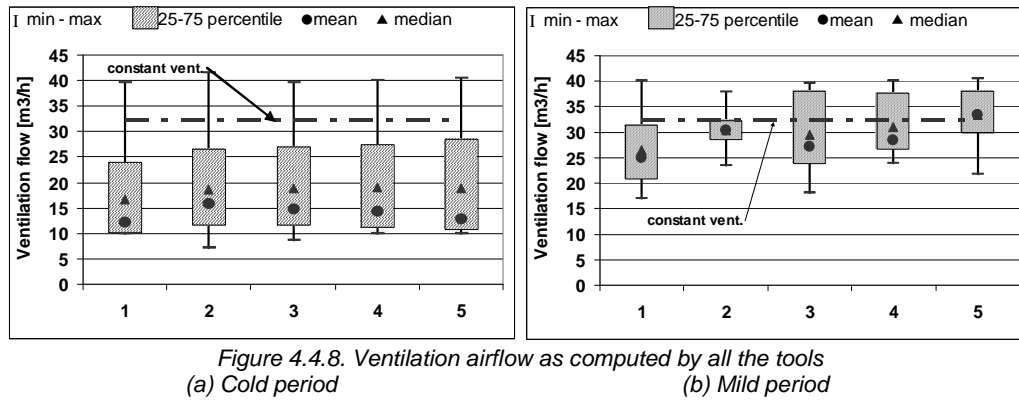 I min - max 25-75 percentile mean median
Ventilation flow [m3/h]
45
40
35
30
25
20
15
10
5
0
constant vent.
1 2 3 4 5
I min - max 25-75 percentile mean median
Ventilation flow [m3/h]
45
40
35
30
25
20
15
10
5
0
constant vent.
1 2 3 4 5
Figure 4.4.8. Ventilation airflow as computed by all the tools
(a) Cold period (b) Mild period